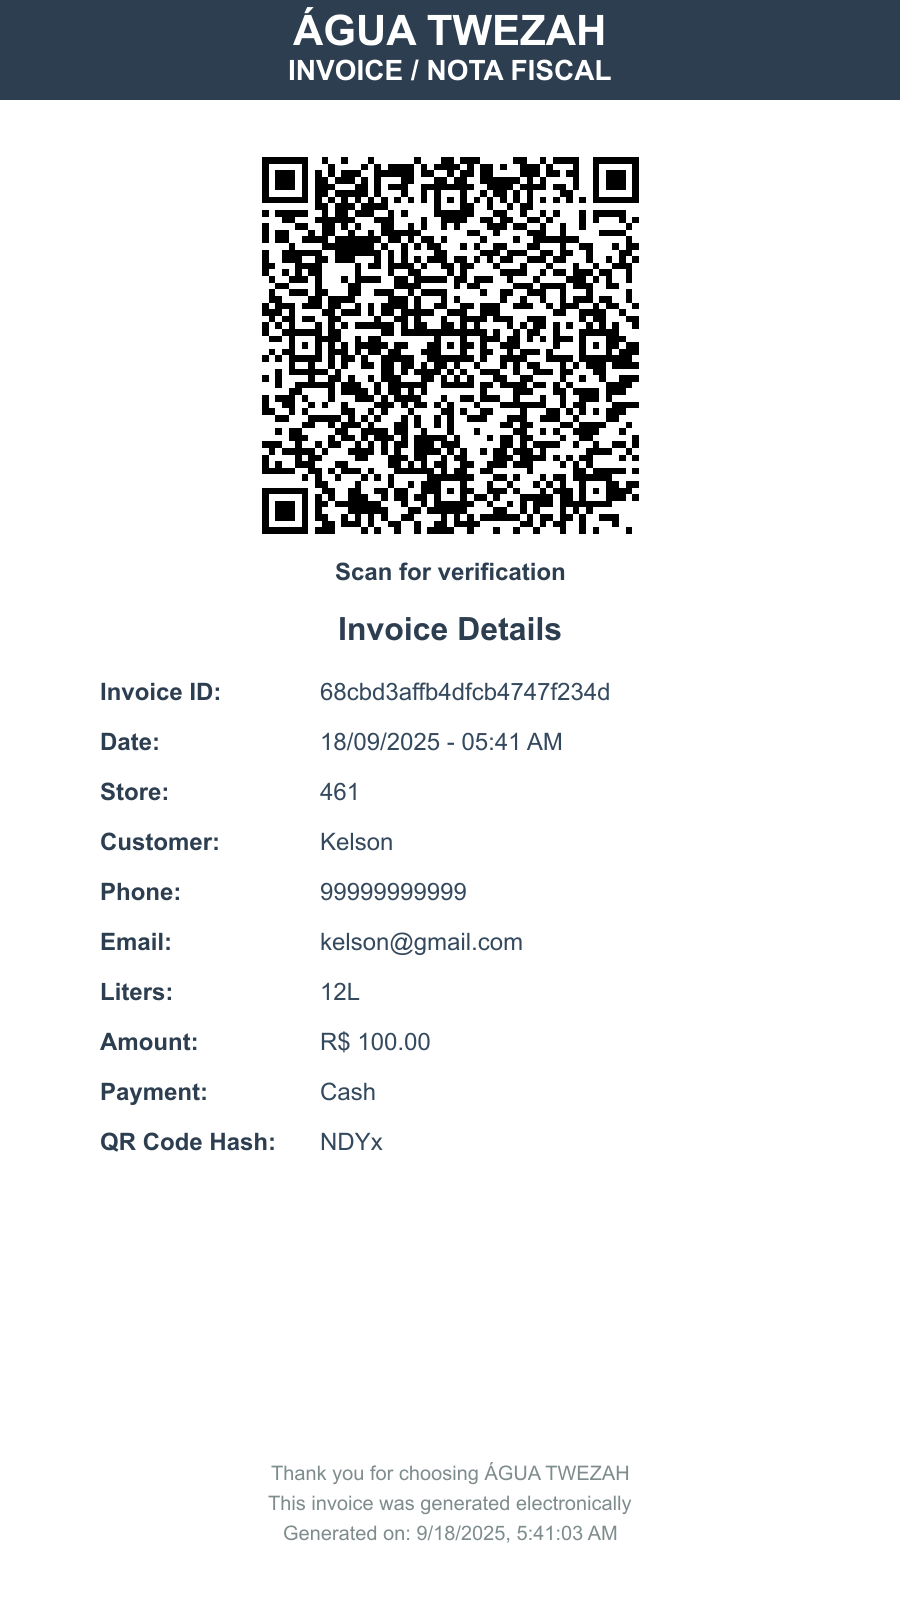 ÁGUA TWEZAH
INVOICE / NOTA FISCAL
Scan for verification
Invoice Details
Invoice ID: 68cbd3affb4dfcb4747f234d
Date: 18/09/2025 - 05:41 AM
Store: 461
Customer: Kelson
Phone: 99999999999
Email: kelson@gmail.com
Liters: 12L
Amount: R$ 100.00
Payment: Cash
QR Code Hash: NDYx
Thank you for choosing ÁGUA TWEZAH
This invoice was generated electronically
Generated on: 9/18/2025, 5:41:03 AM